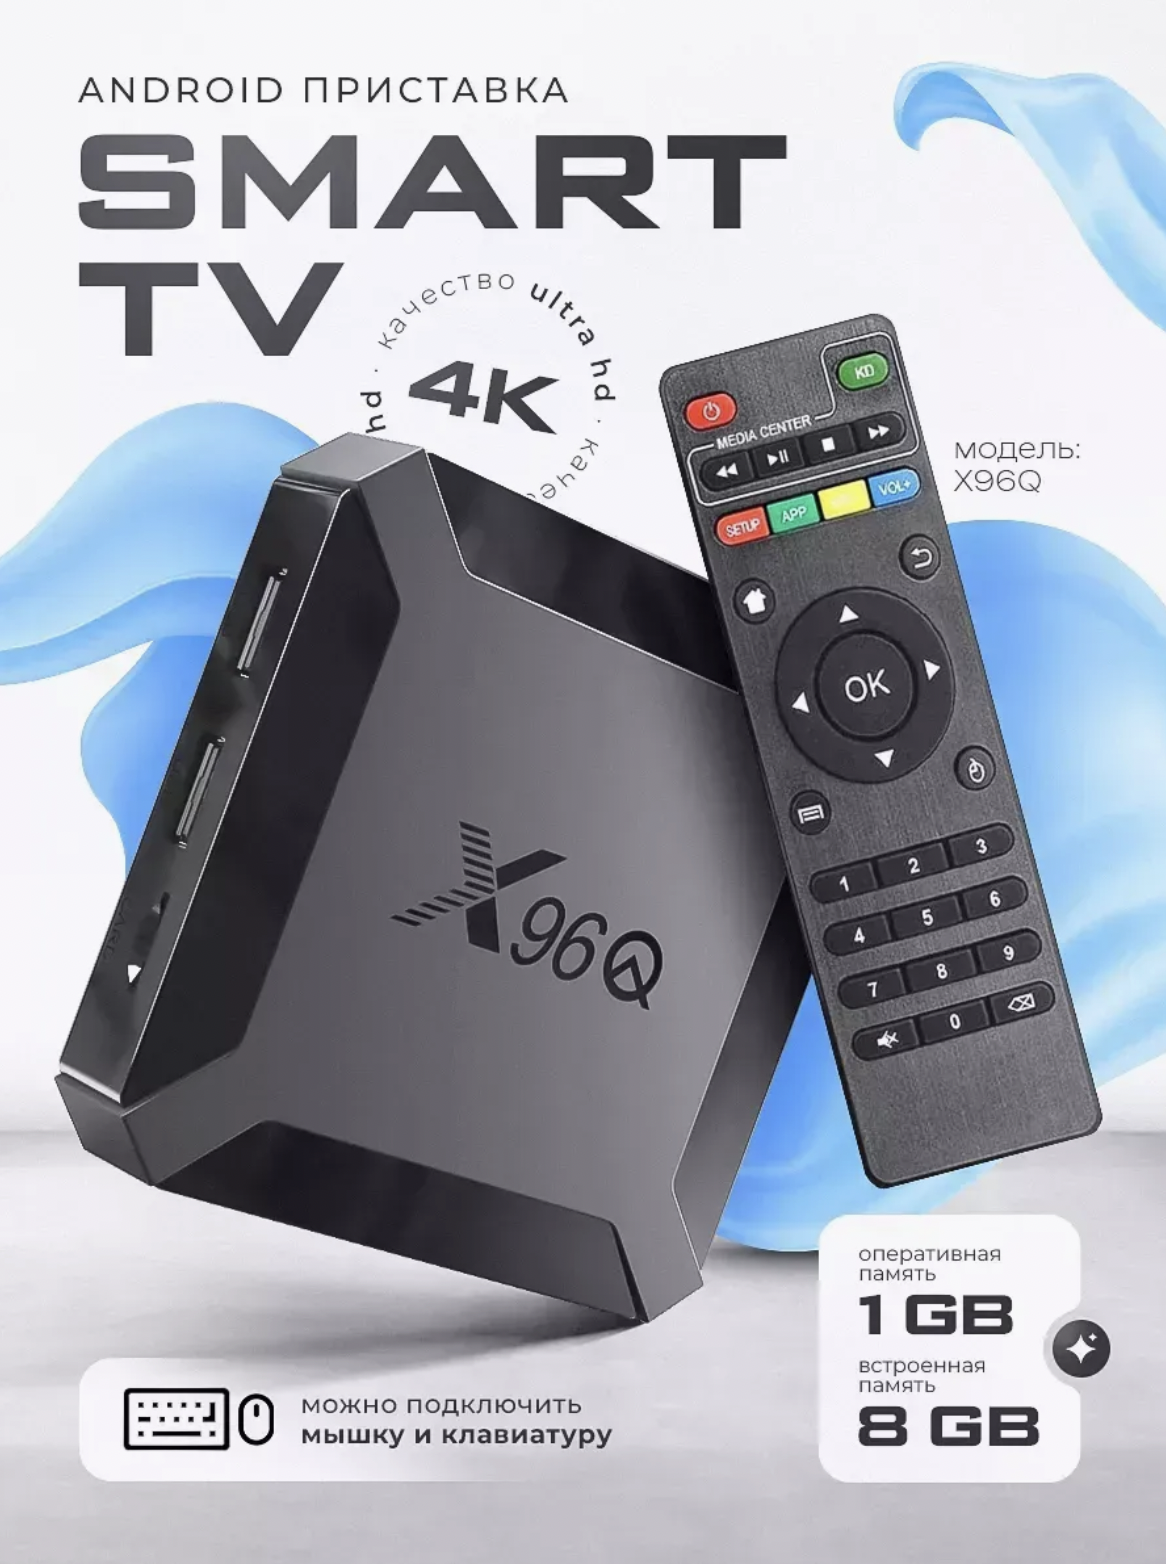 ANDROID ПРИСТАВКА
SMART
TV
качество ultra hd · каче
hd ·
4K
KD
MEDIA CENTER
SETUP
APP
VOL+
модель:
X96Q
OK
1 2 3
4 5 6
7 8 9
0
X96Q
оперативная
память
1 GB
встроенная
память
8 GB
можно подключить
мышку и клавиатуру